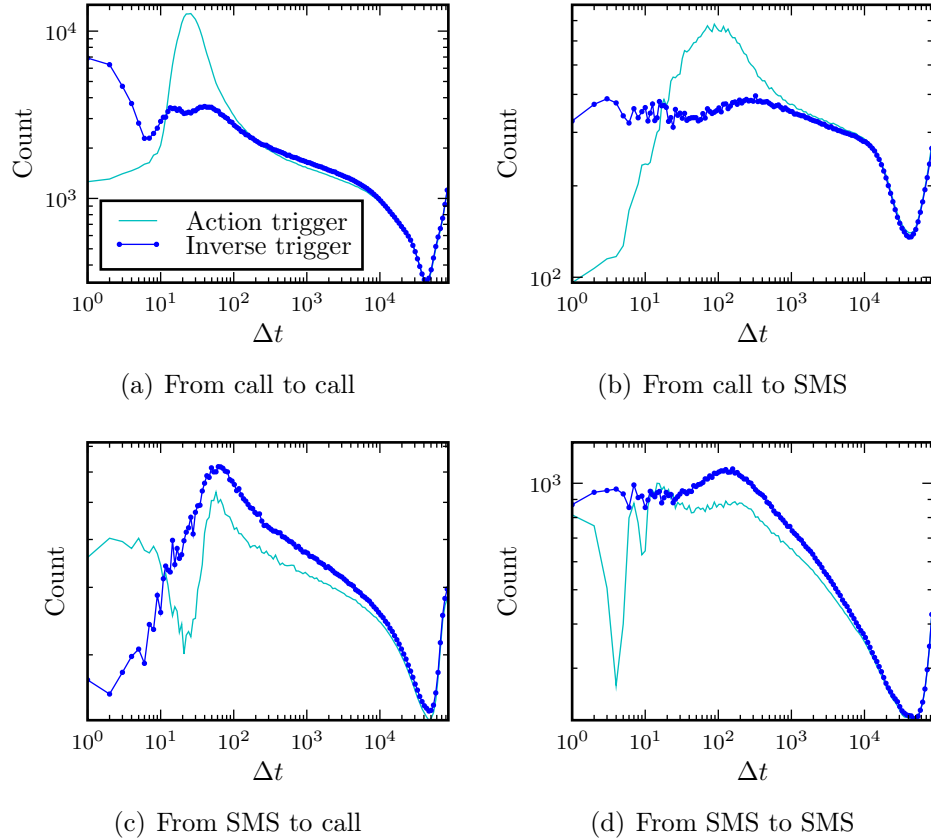 10^4
10^3
Count
Action trigger
Inverse trigger
10^0 10^1 10^2 10^3 10^4
Δt
(a) From call to call
10^2
Count
10^0 10^1 10^2 10^3 10^4
Δt
(b) From call to SMS
Count
10^0 10^1 10^2 10^3 10^4
Δt
(c) From SMS to call
10^3
Count
10^0 10^1 10^2 10^3 10^4
Δt
(d) From SMS to SMS